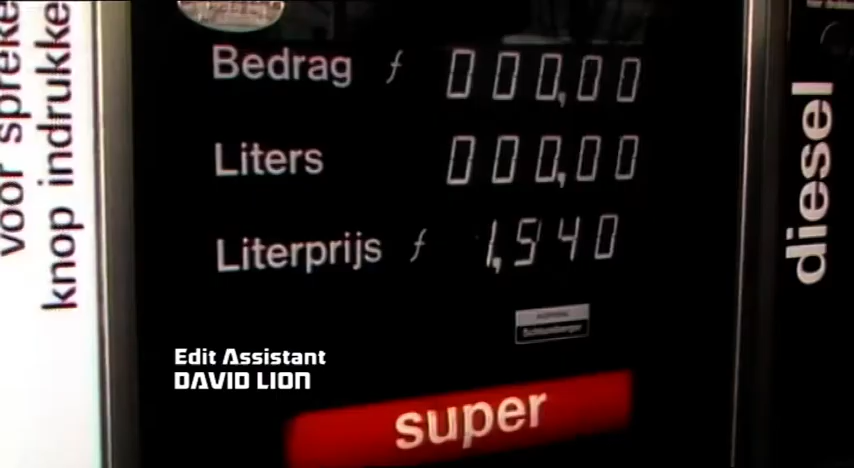 voor spreke
knop indrukke
Bedrag f 000,00
Liters 000,00
Literprijs f 1,540
Schlumberger
Edit Assistant
DAVID LION
super
diesel